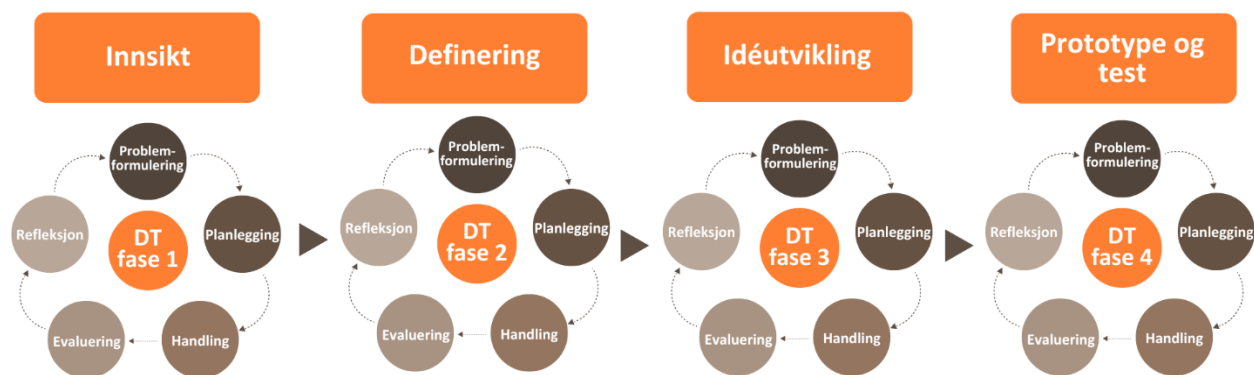 Innsikt
Definering
Idéutvikling
Prototype og
test
Problem-
formulering
Planlegging
Handling
Evaluering
Refleksjon
DT
fase 1
Problem-
formulering
Planlegging
Handling
Evaluering
Refleksjon
DT
fase 2
Problem-
formulering
Planlegging
Handling
Evaluering
Refleksjon
DT
fase 3
Problem-
formulering
Planlegging
Handling
Evaluering
Refleksjon
DT
fase 4